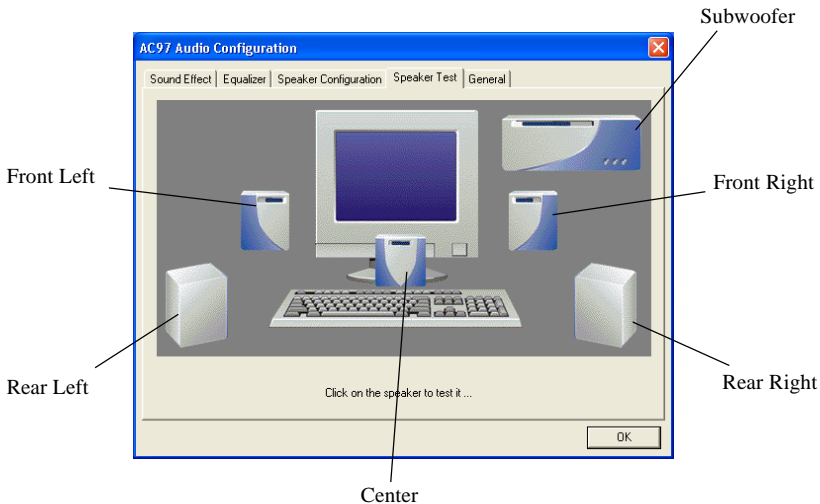 Subwoofer
AC97 Audio Configuration
Sound Effect
Equalizer
Speaker Configuration
Speaker Test
General
Front Left
Front Right
Rear Left
Rear Right
Click on the speaker to test it ...
OK
Center